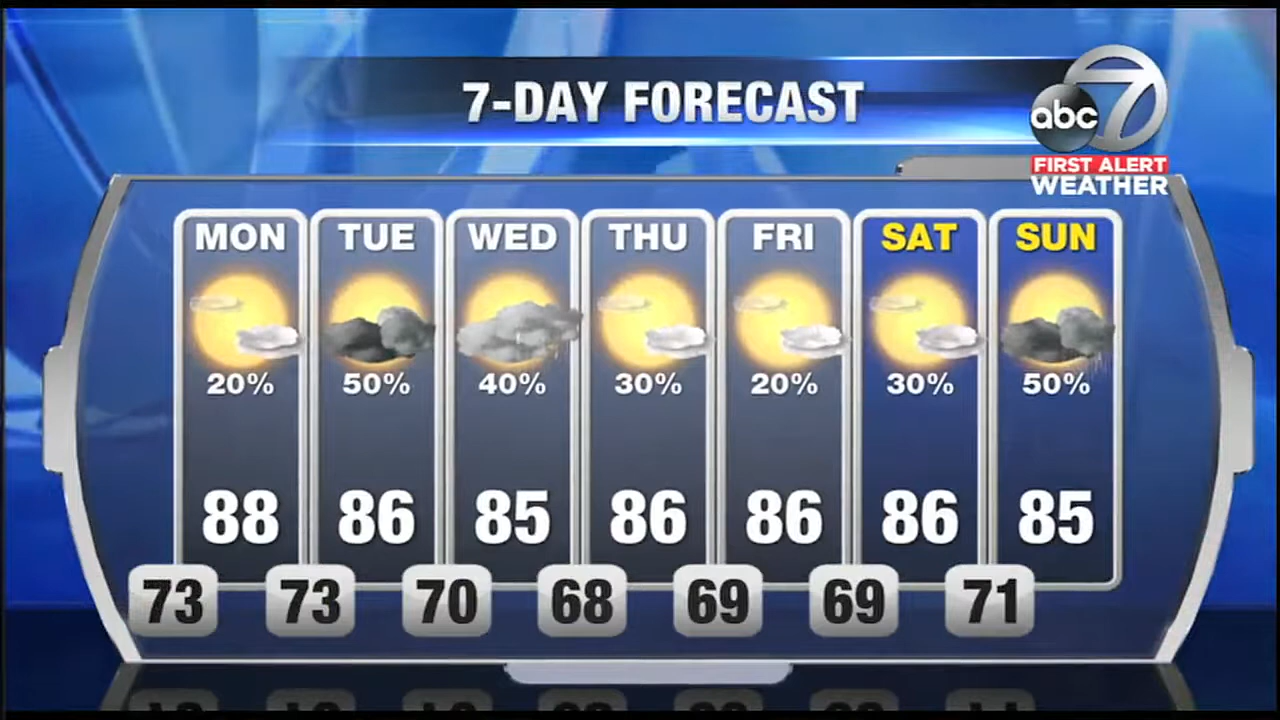 7-DAY FORECAST
abc 7
FIRST ALERT
WEATHER
MON TUE WED THU FRI SAT SUN
20% 50% 40% 30% 20% 30% 50%
88 86 85 86 86 86 85
73 73 70 68 69 69 71